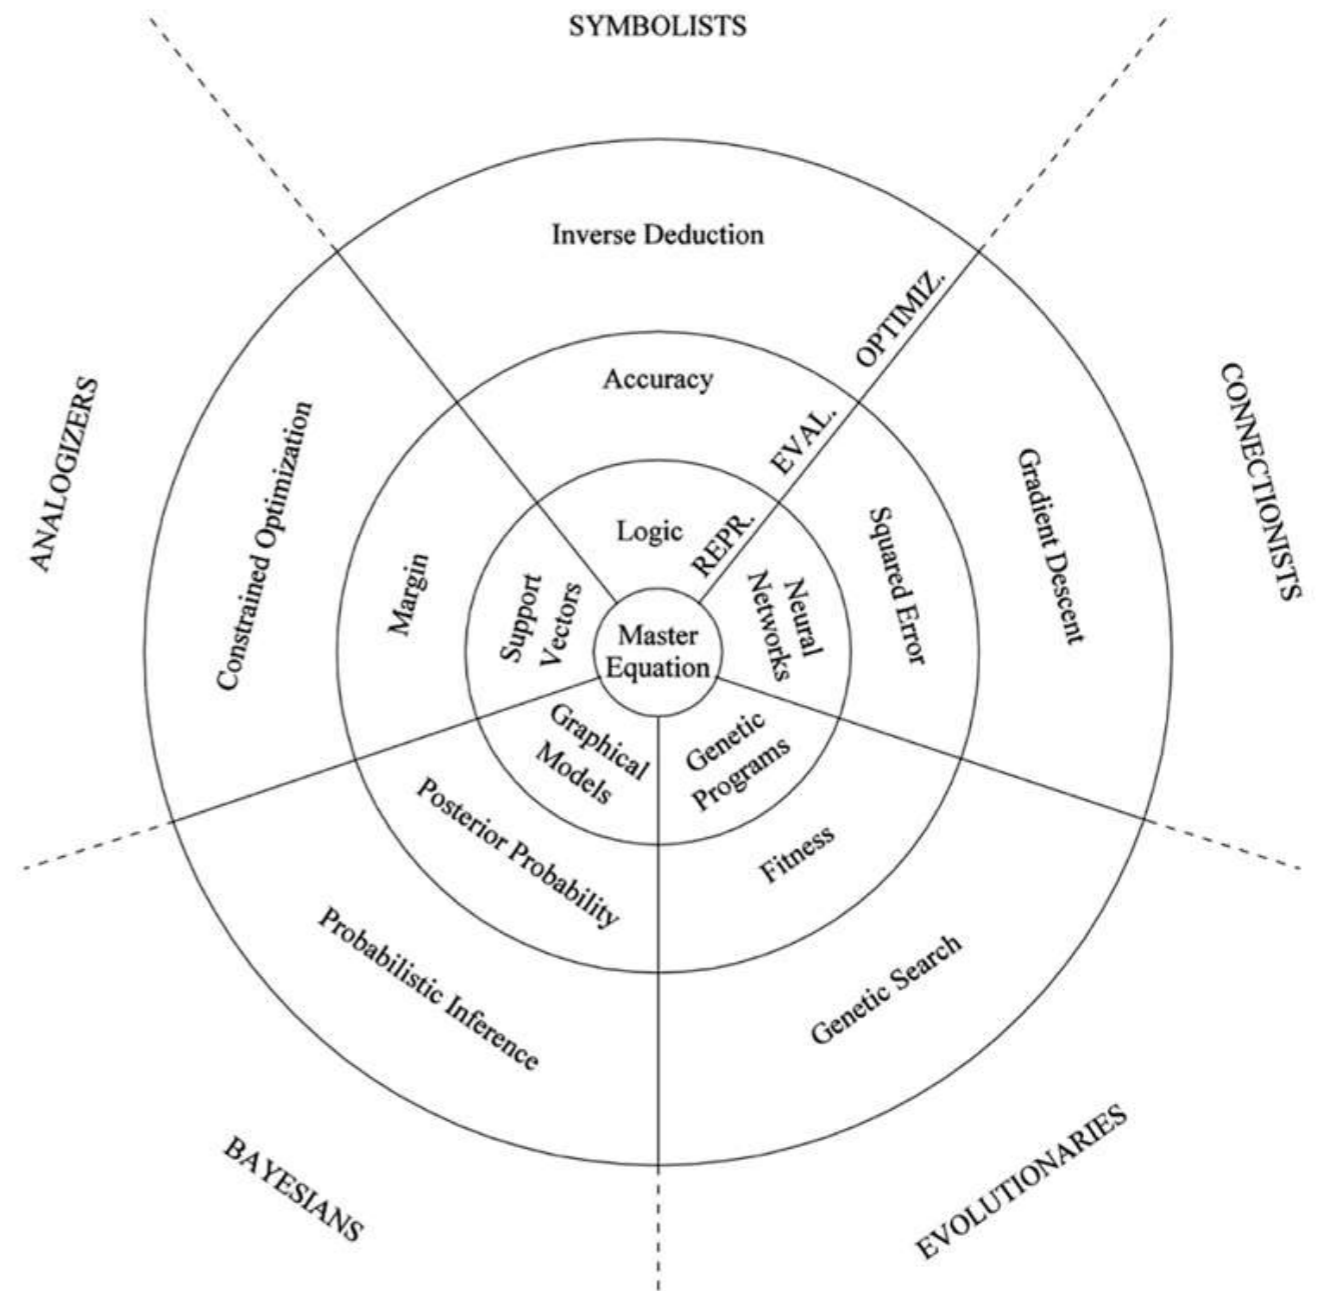 SYMBOLISTS
Inverse Deduction
OPTIMIZ.
Accuracy
EVAL.
Logic
REPR.
ANALOGIZERS
Constrained Optimization
Margin
Support
Vectors
Master
Equation
Neural
Networks
Squared Error
Gradient Descent
CONNECTIONISTS
Graphical
Models
Genetic
Programs
Posterior Probability
Fitness
Probabilistic Inference
Genetic Search
BAYESIANS
EVOLUTIONARIES